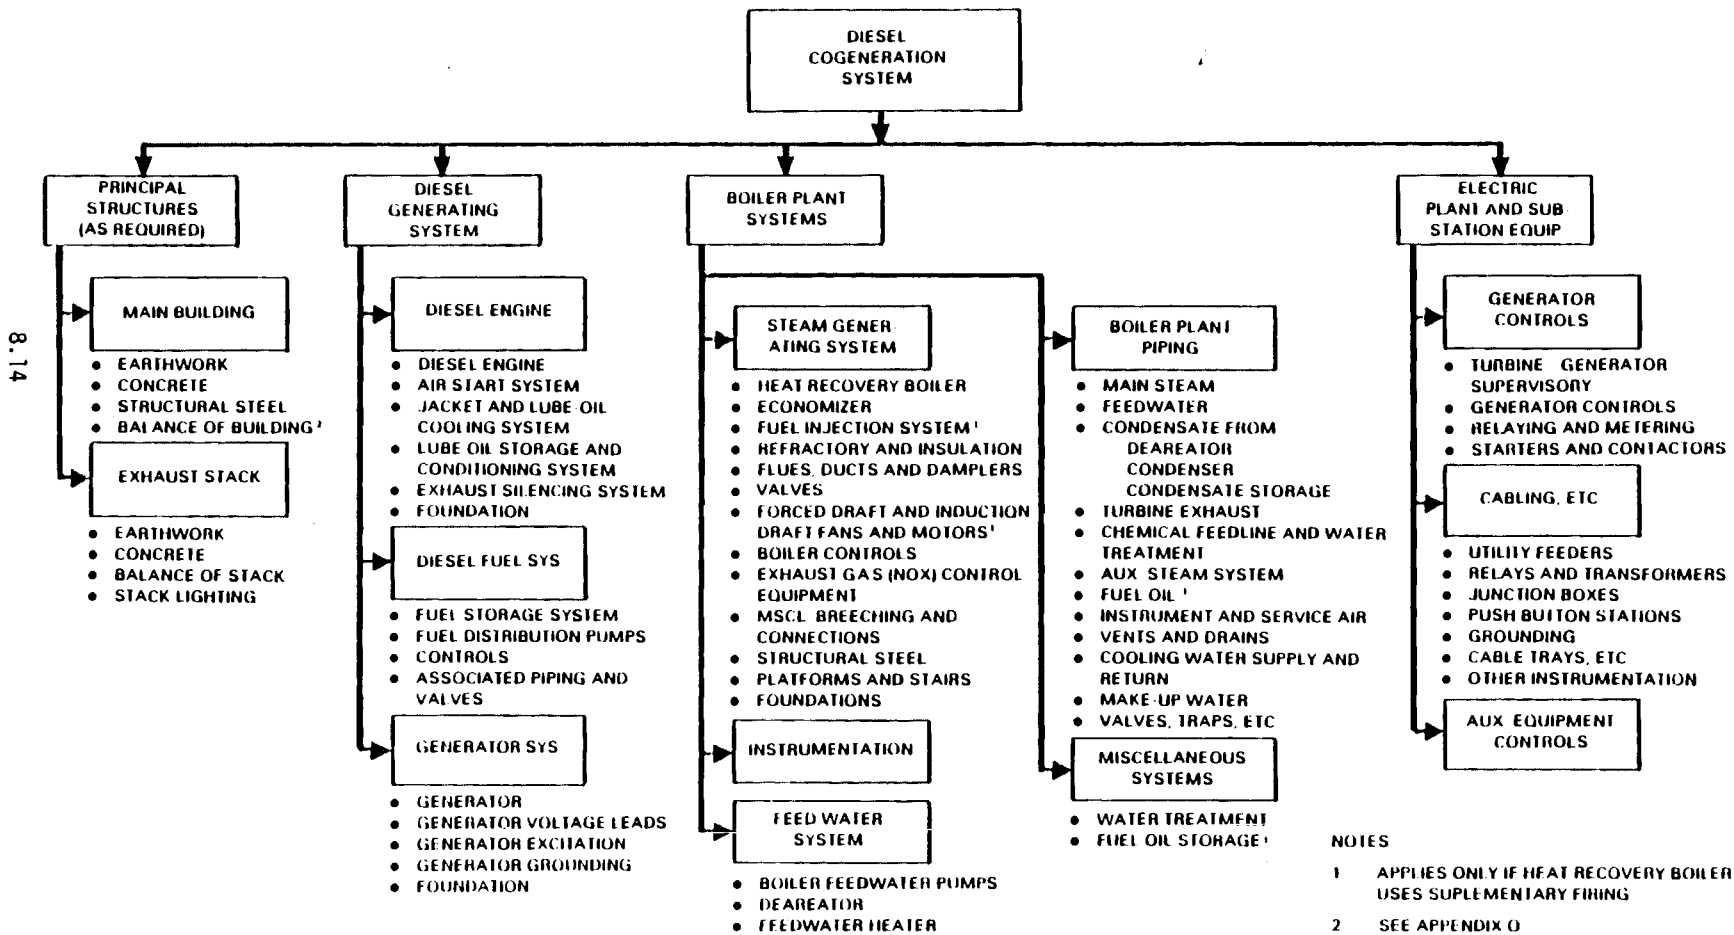 DIESEL
COGENERATION
SYSTEM
PRINCIPAL
STRUCTURES
(AS REQUIRED)
MAIN BUILDING
• EARTHWORK
• CONCRETE
• STRUCTURAL STEEL
• BALANCE OF BUILDING²
EXHAUST STACK
• EARTHWORK
• CONCRETE
• BALANCE OF STACK
• STACK LIGHTING
DIESEL
GENERATING
SYSTEM
DIESEL ENGINE
• DIESEL ENGINE
• AIR START SYSTEM
• JACKET AND LUBE OIL
COOLING SYSTEM
• LUBE OIL STORAGE AND
CONDITIONING SYSTEM
• EXHAUST SILENCING SYSTEM
• FOUNDATION
DIESEL FUEL SYS
• FUEL STORAGE SYSTEM
• FUEL DISTRIBUTION PUMPS
• CONTROLS
• ASSOCIATED PIPING AND
VALVES
GENERATOR SYS
• GENERATOR
• GENERATOR VOLTAGE LEADS
• GENERATOR EXCITATION
• GENERATOR GROUNDING
• FOUNDATION
BOILER PLANT
SYSTEMS
STEAM GENER
ATING SYSTEM
• HEAT RECOVERY BOILER
• ECONOMIZER
• FUEL INJECTION SYSTEM¹
• REFRACTORY AND INSULATION
• FLUES, DUCTS AND DAMPLERS
• VALVES
• FORCED DRAFT AND INDUCTION
DRAFT FANS AND MOTORS¹
• BOILER CONTROLS
• EXHAUST GAS (NOX) CONTROL
EQUIPMENT
• MSCL BREECHING AND
CONNECTIONS
• STRUCTURAL STEEL
• PLATFORMS AND STAIRS
• FOUNDATIONS
INSTRUMENTATION
FEED WATER
SYSTEM
• BOILER FEEDWATER PUMPS
• DEAREATOR
• FEEDWATER HEATER
BOILER PLANT
PIPING
• MAIN STEAM
• FEEDWATER
• CONDENSATE FROM
DEAREATOR
CONDENSER
CONDENSATE STORAGE
• TURBINE EXHAUST
• CHEMICAL FEEDLINE AND WATER
TREATMENT
• AUX STEAM SYSTEM
• FUEL OIL ¹
• INSTRUMENT AND SERVICE AIR
• VENTS AND DRAINS
• COOLING WATER SUPPLY AND
RETURN
• MAKE-UP WATER
• VALVES, TRAPS, ETC
MISCELLANEOUS
SYSTEMS
• WATER TREATMENT
• FUEL OIL STORAGE¹
ELECTRIC
PLANT AND SUB
STATION EQUIP
GENERATOR
CONTROLS
• TURBINE GENERATOR
SUPERVISORY
• GENERATOR CONTROLS
• RELAYING AND METERING
• STARTERS AND CONTACTORS
CABLING, ETC
• UTILITY FEEDERS
• RELAYS AND TRANSFORMERS
• JUNCTION BOXES
• PUSH BUTTON STATIONS
• GROUNDING
• CABLE TRAYS, ETC
• OTHER INSTRUMENTATION
AUX EQUIPMENT
CONTROLS
NOTES
1 APPLIES ONLY IF HEAT RECOVERY BOILER
USES SUPLEMENTARY FIRING
2 SEE APPENDIX O
8.14